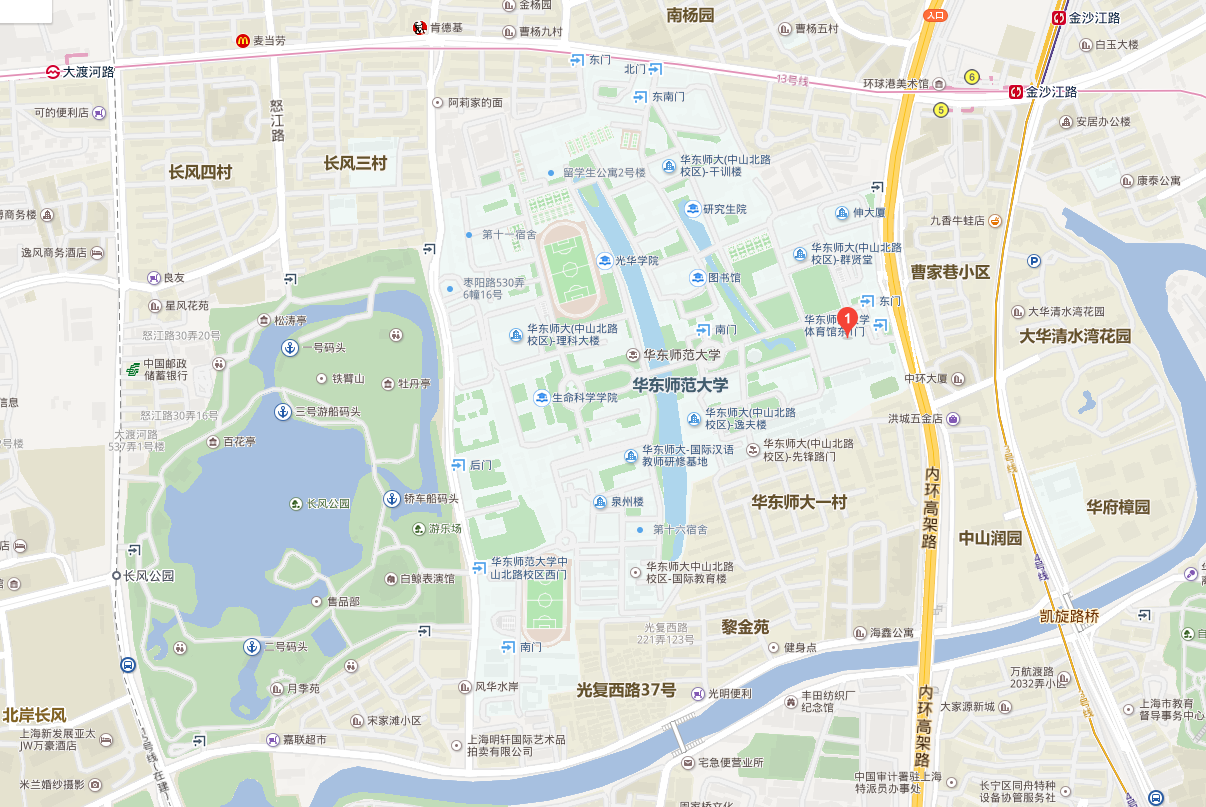 金杨园
南杨园
肯德基
曹杨九村
曹杨五村
金沙江路
白玉大楼
麦当劳
大渡河路
东门
北门
13号线
环球港美术馆
6
金沙江路
入口
5
可的便利店
怒江路
阿莉家的面
东南门
安居办公楼
长风四村
长风三村
留学生公寓2号楼
华东师大(中山北路
校区)-干训楼
康泰公寓
商务楼
研究生院
伸大厦
九香牛蛙店
逸风商务酒店
第十一宿舍
光华学院
华东师大(中山北路
校区)-群贤堂
曹家巷小区
P
良友
枣阳路530弄
6幢16号
图书馆
东门
星风花苑
松涛亭
1
大华清水湾花园
怒江路30弄20号
华东师大(中山北路
校区)-理科大楼
南门
大华清水湾花园
一号码头
华东师范大学
中国邮政
储蓄银行
铁臂山
牡丹亭
华东师范大学
中环大厦
信息
生命科学学院
三号游船码头
怒江路30弄16号
华东师大(中山北路
校区)-逸夫楼
洪城五金店
大渡河路
537弄1号楼
百花亭
华东师大-国际汉语
教师研修基地
华东师大(中山北路
校区)-先锋路门
3号线
后门
内环高架路
长风公园
轿车船码头
泉州楼
华东师大一村
华府樟园
游乐场
第十六宿舍
中山润园
店
长风公园
华东师范大学中
山北路校区西门
华东师大中山北路
校区-国际教育楼
4号线
白鲸表演馆
售品部
凯旋路桥
光复西路
221弄123号
黎金苑
海鑫公寓
二号码头
南门
健身点
万航渡路
2032弄小区
月季苑
风华水岸
光复西路37号
光明便利
丰田纺织厂
纪念馆
内环高架路
大家源新城
上海市教育
督导事务中心
北岸长风
宋家滩小区
上海新发展亚太
JW万豪酒店
嘉联超市
上海明轩国际艺术品
拍卖有限公司
15号线(在建)
宅急便营业所
中国审计署驻上海
特派员办事处
长宁区同舟特种
设备协管服务社
米兰婚纱摄影
4号线